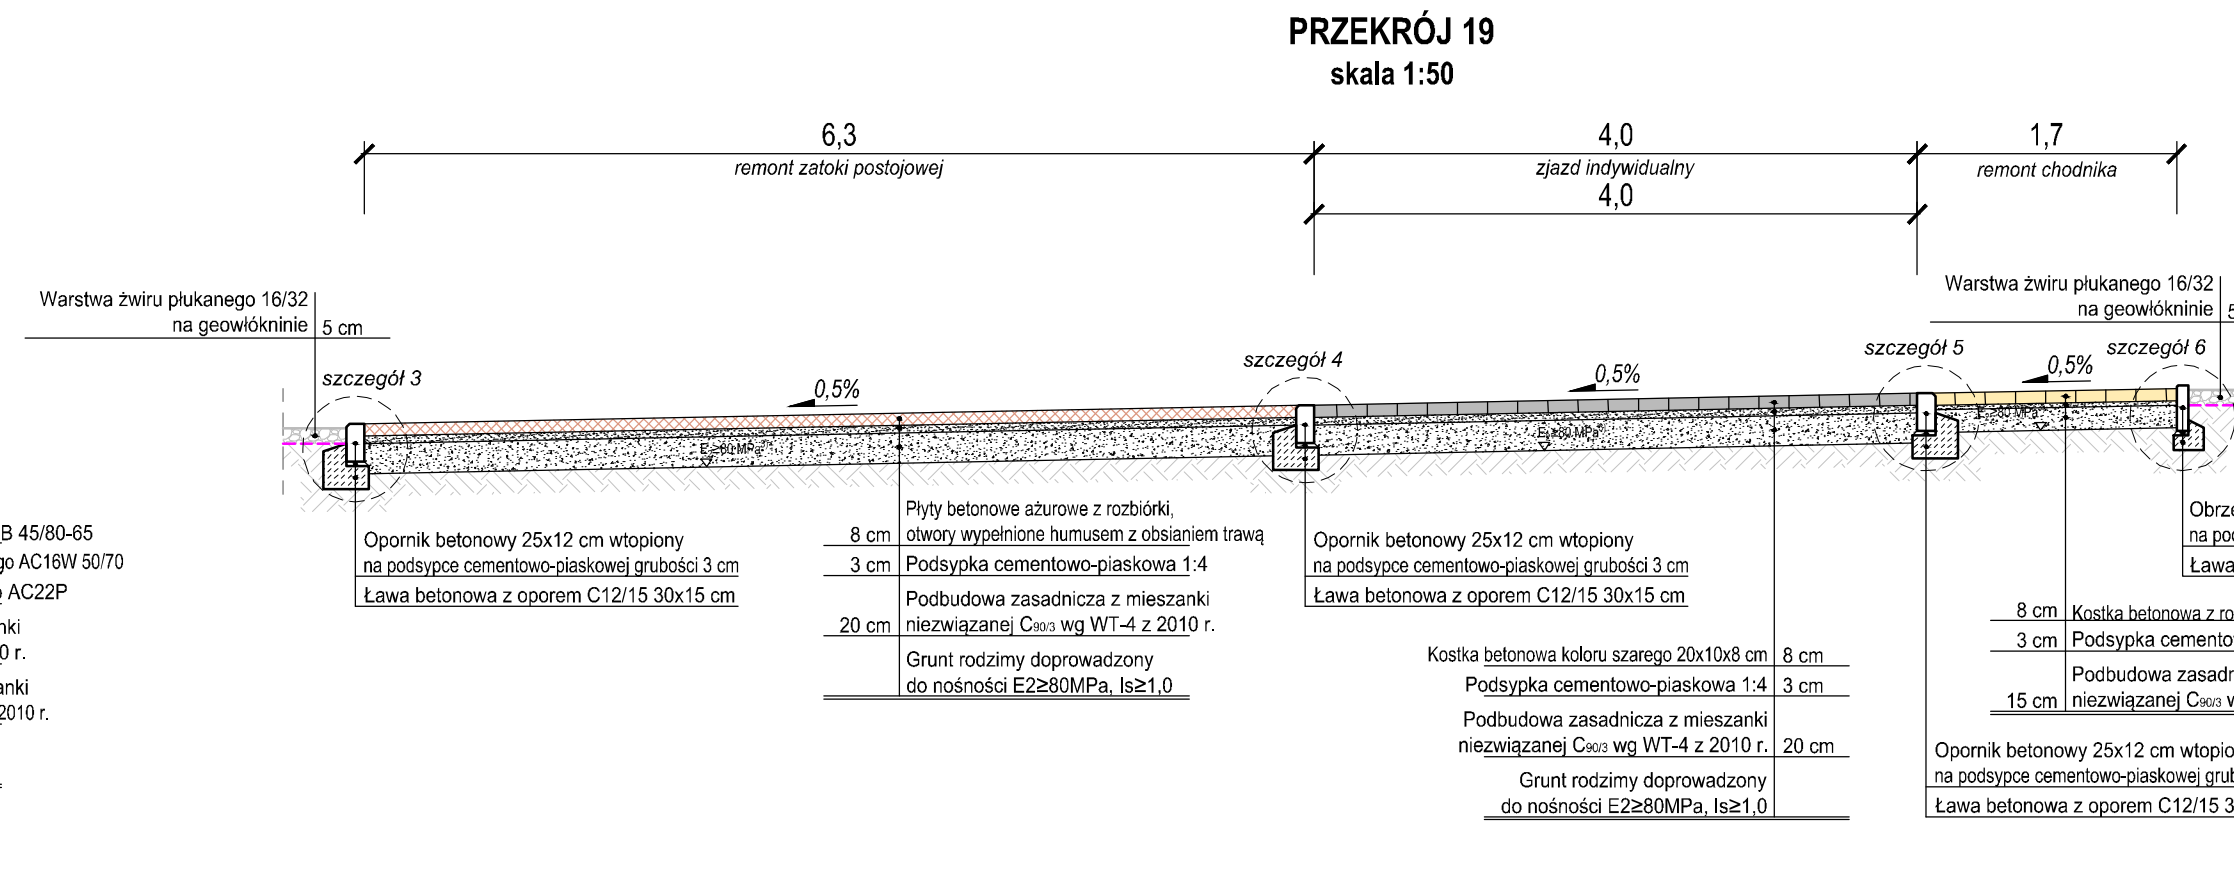 PRZEKRÓJ 19
skala 1:50
6,3
remont zatoki postojowej
4,0
zjazd indywidualny
4,0
1,7
remont chodnika
Warstwa żwiru płukanego 16/32
na geowłókninie 5 cm
Warstwa żwiru płukanego 16/32
na geowłókninie 5
szczegół 3
szczegół 4
szczegół 5
szczegół 6
0,5%
0,5%
0,5%
B 45/80-65
go AC16W 50/70
AC22P
nki
0 r.
anki
2010 r.
Opornik betonowy 25x12 cm wtopiony
na podsypce cementowo-piaskowej grubości 3 cm
Ława betonowa z oporem C12/15 30x15 cm
Płyty betonowe ażurowe z rozbiórki,
8 cm otwory wypełnione humusem z obsianiem trawą
3 cm Podsypka cementowo-piaskowa 1:4
Podbudowa zasadnicza z mieszanki
20 cm niezwiązanej C90/3 wg WT-4 z 2010 r.
Grunt rodzimy doprowadzony
do nośności E2≥80MPa, Is≥1,0
Opornik betonowy 25x12 cm wtopiony
na podsypce cementowo-piaskowej grubości 3 cm
Ława betonowa z oporem C12/15 30x15 cm
Kostka betonowa koloru szarego 20x10x8 cm 8 cm
Podsypka cementowo-piaskowa 1:4 3 cm
Podbudowa zasadnicza z mieszanki
niezwiązanej C90/3 wg WT-4 z 2010 r. 20 cm
Grunt rodzimy doprowadzony
do nośności E2≥80MPa, Is≥1,0
Obrze
na pod
Ława
8 cm Kostka betonowa z ro
3 cm Podsypka cemento
Podbudowa zasadn
15 cm niezwiązanej C90/3 w
Opornik betonowy 25x12 cm wtopio
na podsypce cementowo-piaskowej grub
Ława betonowa z oporem C12/15 3